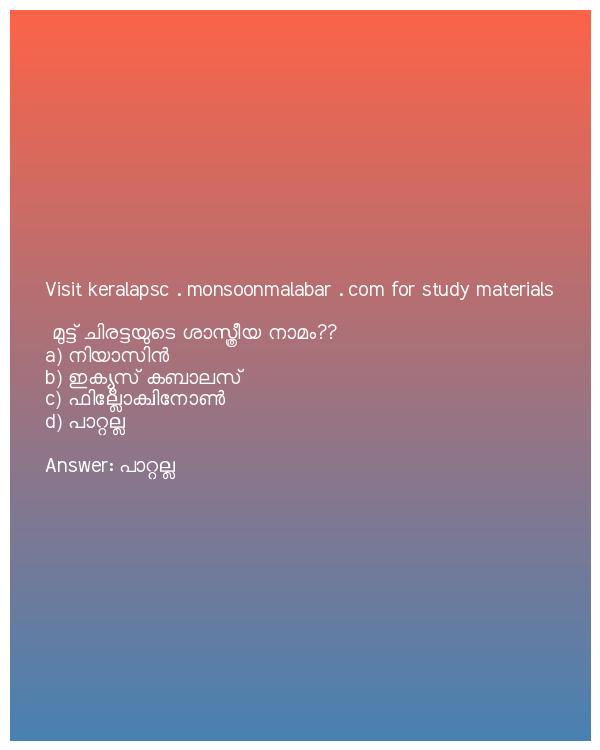 Visit keralapsc . monsoonmalabar . com for study materials
മുട്ട് ചിരട്ടയുടെ ശാസ്ത്രീയ നാമം??
a) നിയാസിൻ
b) ഇക്യുസ് കബാലസ്
c) ഫില്ലോക്വിനോൺ
d) പാറ്റല്ല
Answer: പാറ്റല്ല